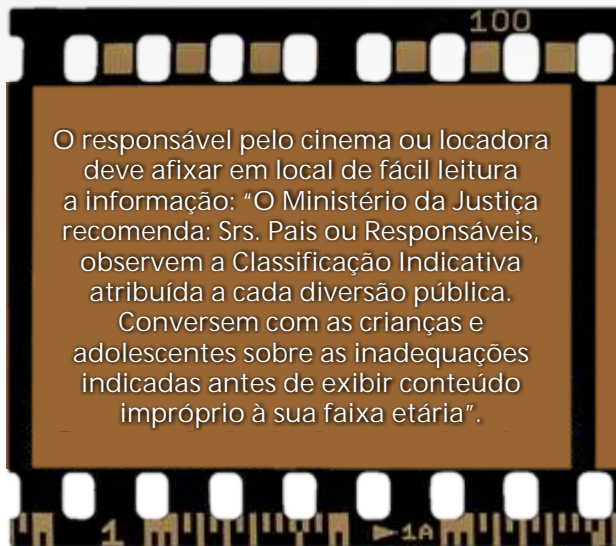 100
O responsável pelo cinema ou locadora
deve afixar em local de fácil leitura
a informação: “O Ministério da Justiça
recomenda: Srs. Pais ou Responsáveis,
observem a Classificação Indicativa
atribuída a cada diversão pública.
Conversem com as crianças e
adolescentes sobre as inadequações
indicadas antes de exibir conteúdo
impróprio à sua faixa etária”.
1 1A